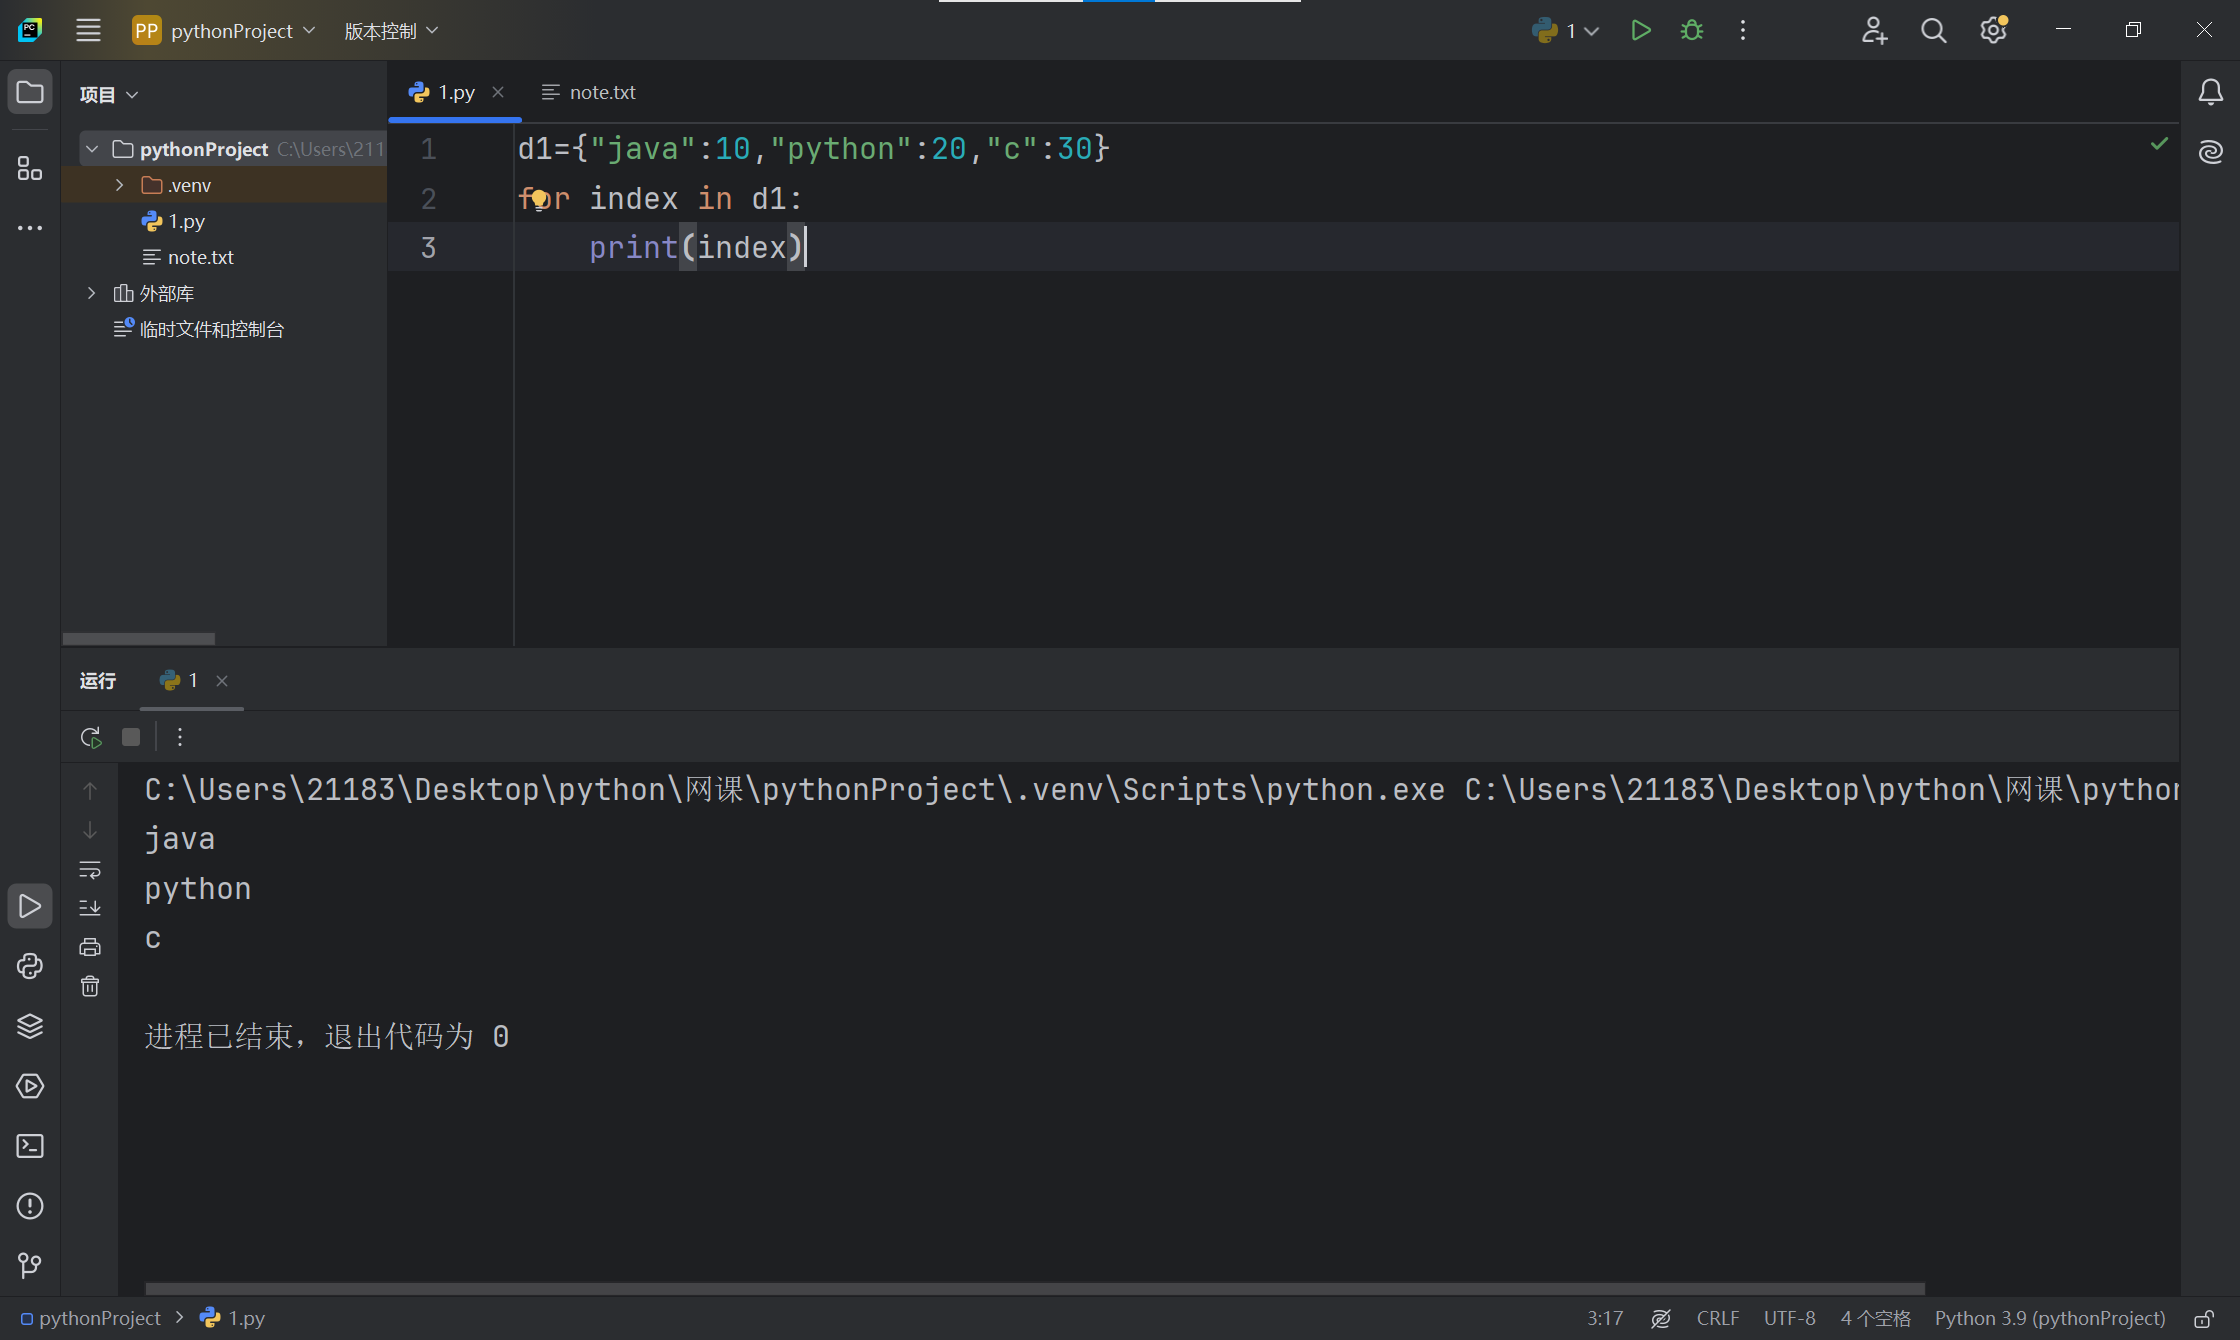 PC
PP pythonProject 版本控制 1
项目
pythonProject C:\Users\211
.venv
1.py
note.txt
外部库
临时文件和控制台
1.py note.txt
1 d1={"java":10,"python":20,"c":30}
2 for index in d1:
3 print(index)
运行 1
C:\Users\21183\Desktop\python\网课\pythonProject\.venv\Scripts\python.exe C:\Users\21183\Desktop\python\网课\python
java
python
c
进程已结束，退出代码为 0
pythonProject 1.py 3:17 CRLF UTF-8 4 个空格 Python 3.9 (pythonProject)